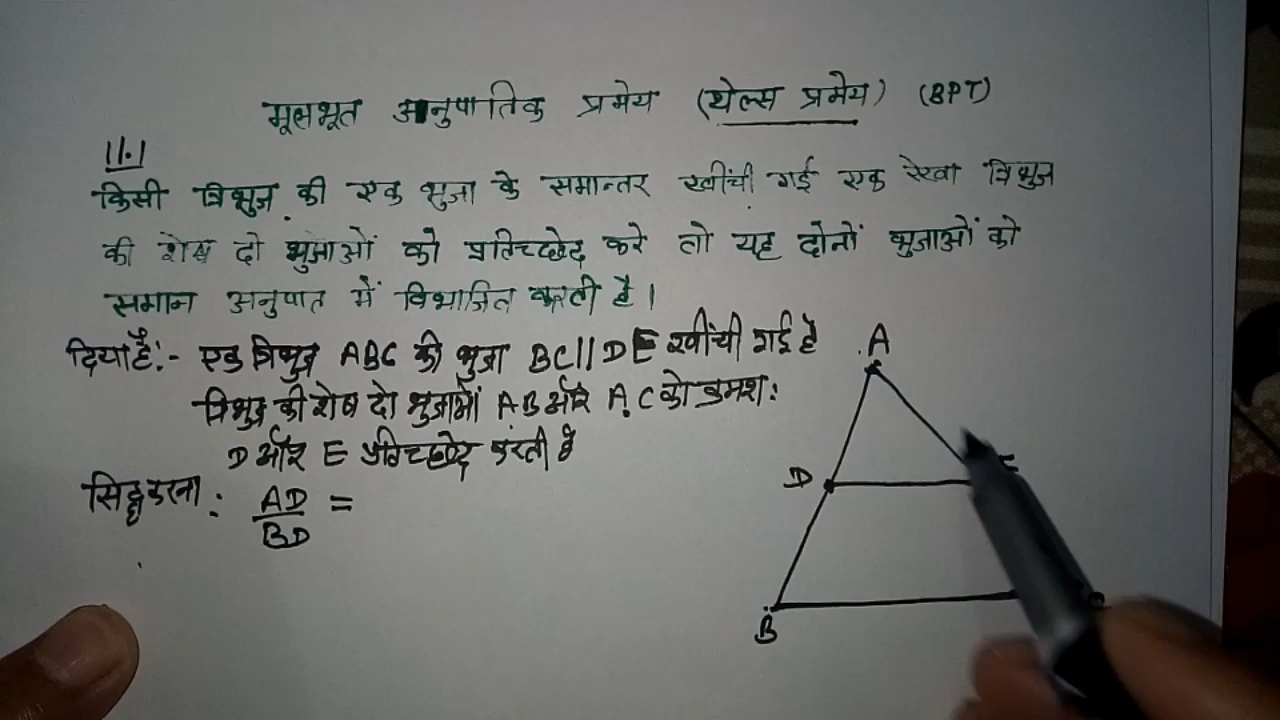 मूलभूत अनुपातिक प्रमेय (थेल्स प्रमेय) (BPT)
11.1
किसी त्रिभुज की एक भुजा के समान्तर खींची गई एक रेखा त्रिभुज
की शेष दो भुजाओं को प्रतिच्छेद करे तो यह दोनों भुजाओं को
समान अनुपात में विभाजित करती है।
दिया है:- एक त्रिभुज ABC की भुजा BC||DE खींची गई है
त्रिभुज की शेष दो भुजाओं AB और AC को क्रमश:
D और E प्रतिच्छेद करती है
सिद्ध करना: AD/BD =
A
D E
B